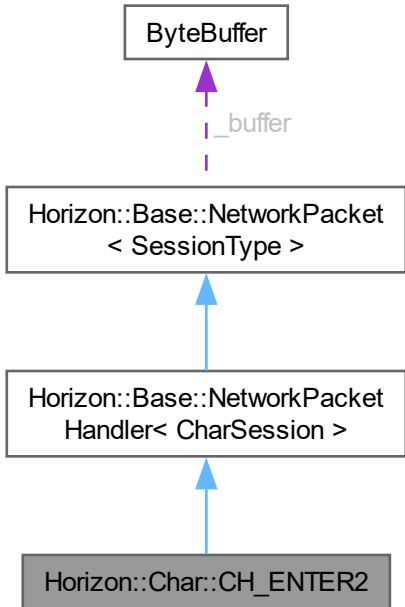 ByteBuffer
_buffer
Horizon::Base::NetworkPacket
< SessionType >
Horizon::Base::NetworkPacket
Handler< CharSession >
Horizon::Char::CH_ENTER2